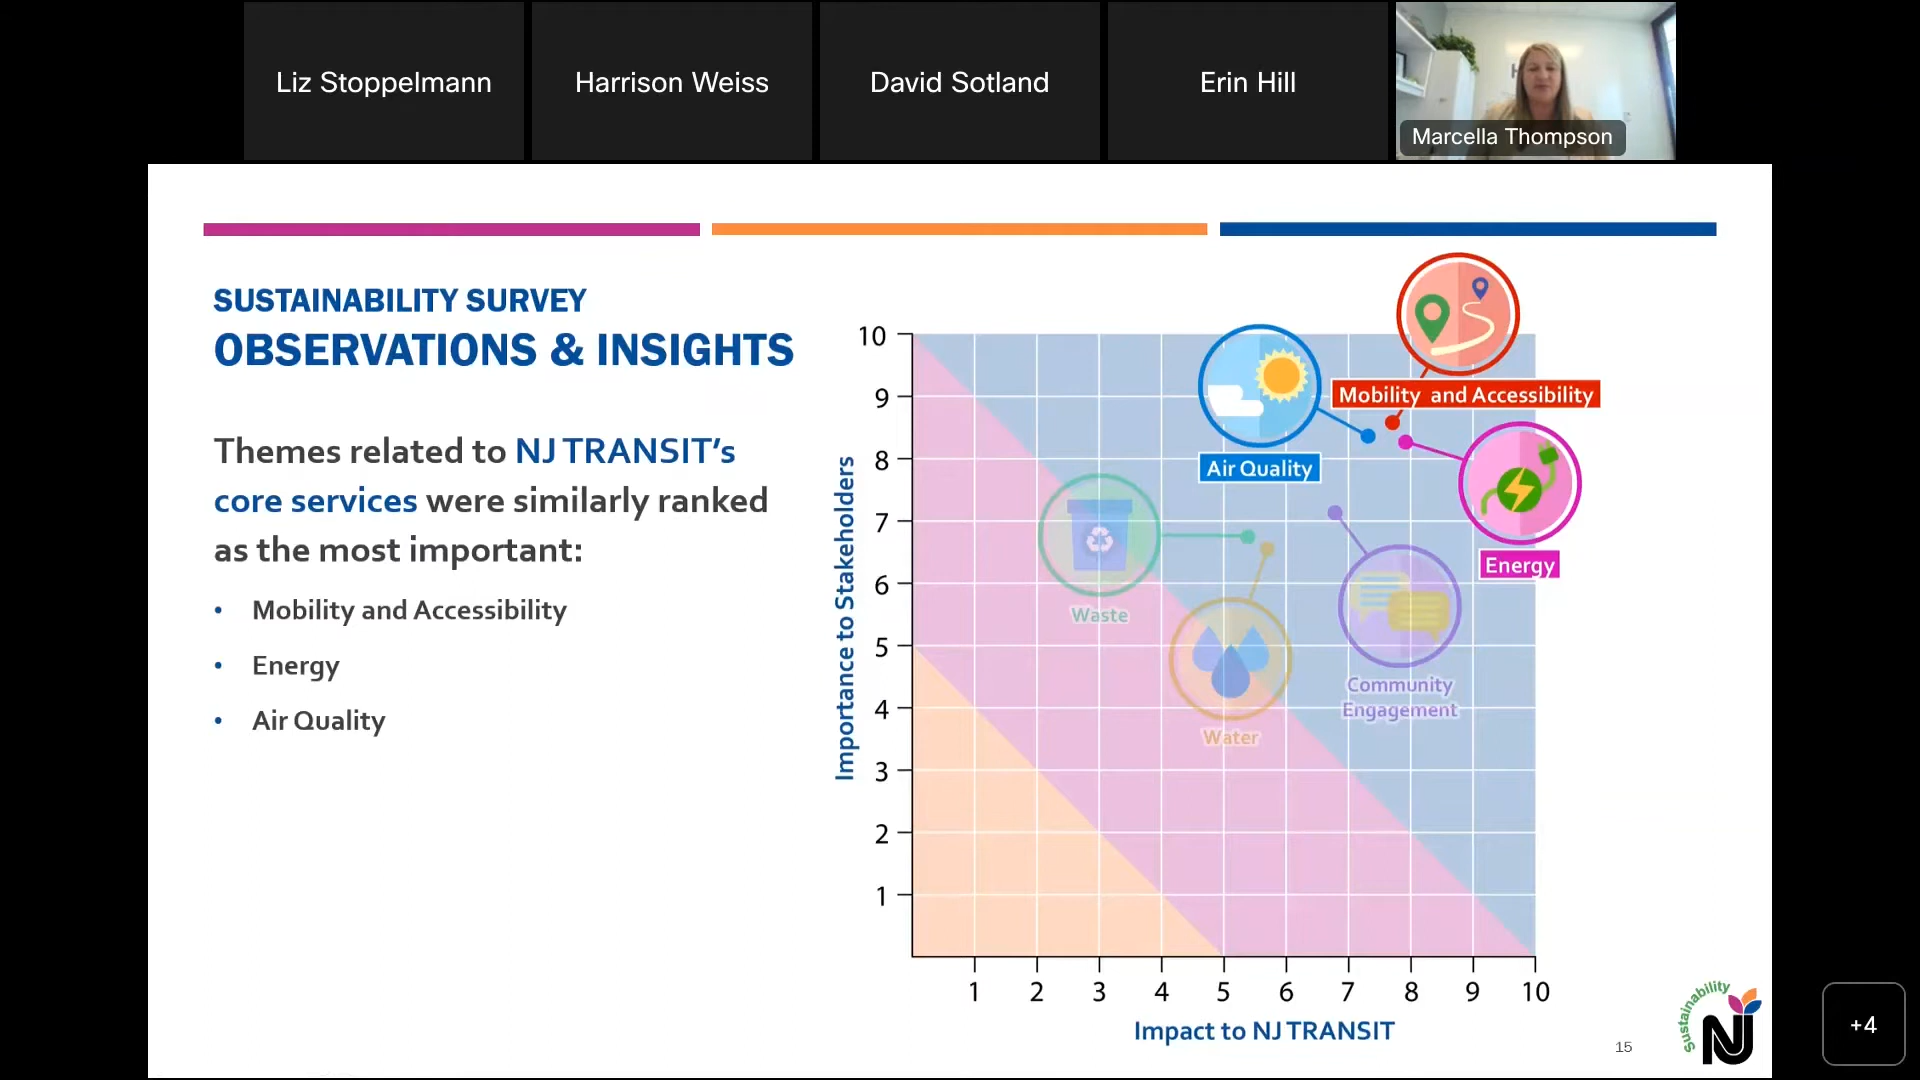 Liz Stoppelmann
Harrison Weiss
David Sotland
Erin Hill
Marcella Thompson
SUSTAINABILITY SURVEY
OBSERVATIONS & INSIGHTS
Themes related to NJ TRANSIT’s
core services were similarly ranked
as the most important:
• Mobility and Accessibility
• Energy
• Air Quality
Importance to Stakeholders
10
9
8
7
6
5
4
3
2
1
Mobility and Accessibility
Air Quality
Energy
Waste
Community
Engagement
Water
1 2 3 4 5 6 7 8 9 10
Impact to NJ TRANSIT
15
Sustainability
NJ
+4